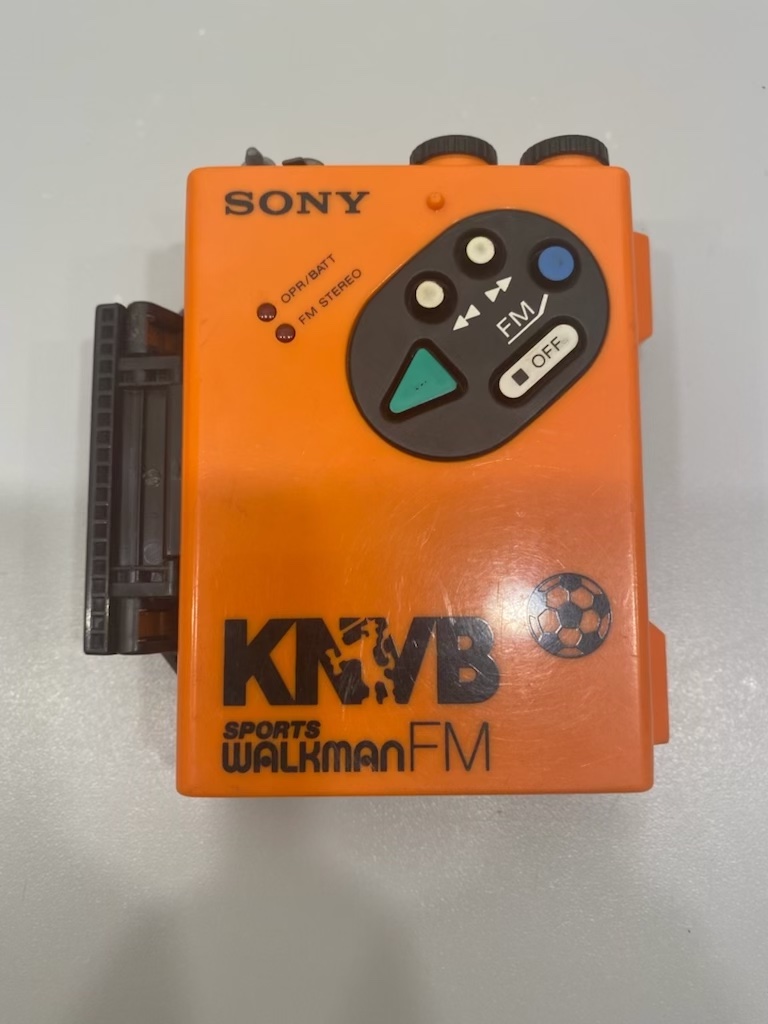 SONY
OPR/BATT
FM STEREO
FM
OFF
KNVB
SPORTS
WALKMAN FM